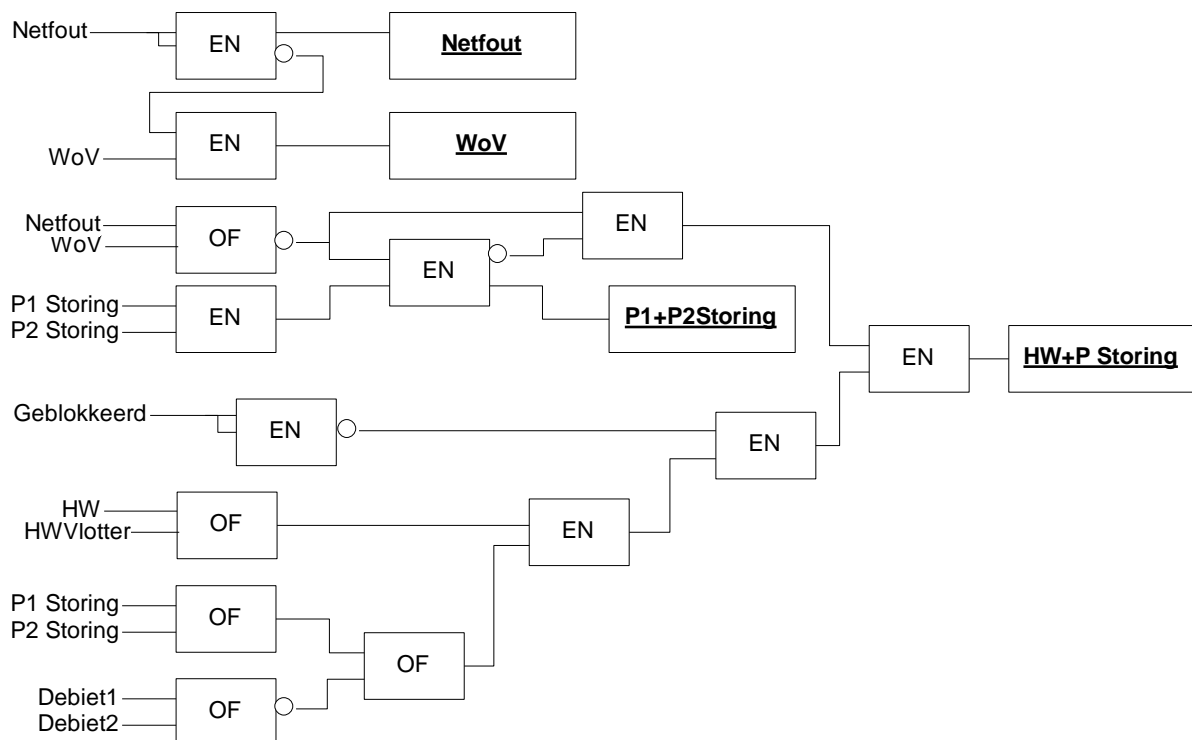 Netfout
EN
Netfout
EN
WoV
WoV
Netfout
WoV
OF
EN
EN
P1 Storing
P2 Storing
EN
P1+P2Storing
EN
HW+P Storing
Geblokkeerd
EN
EN
HW
HWVlotter
OF
EN
P1 Storing
P2 Storing
OF
OF
Debiet1
Debiet2
OF